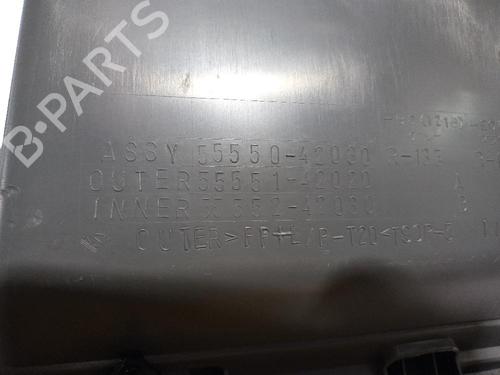 B-PARTS
ASSY 55550-42030
OUTER 55551-42020 A
INNER 55552-42030 B
OUTER >PP+E/P-T20< TSOP-